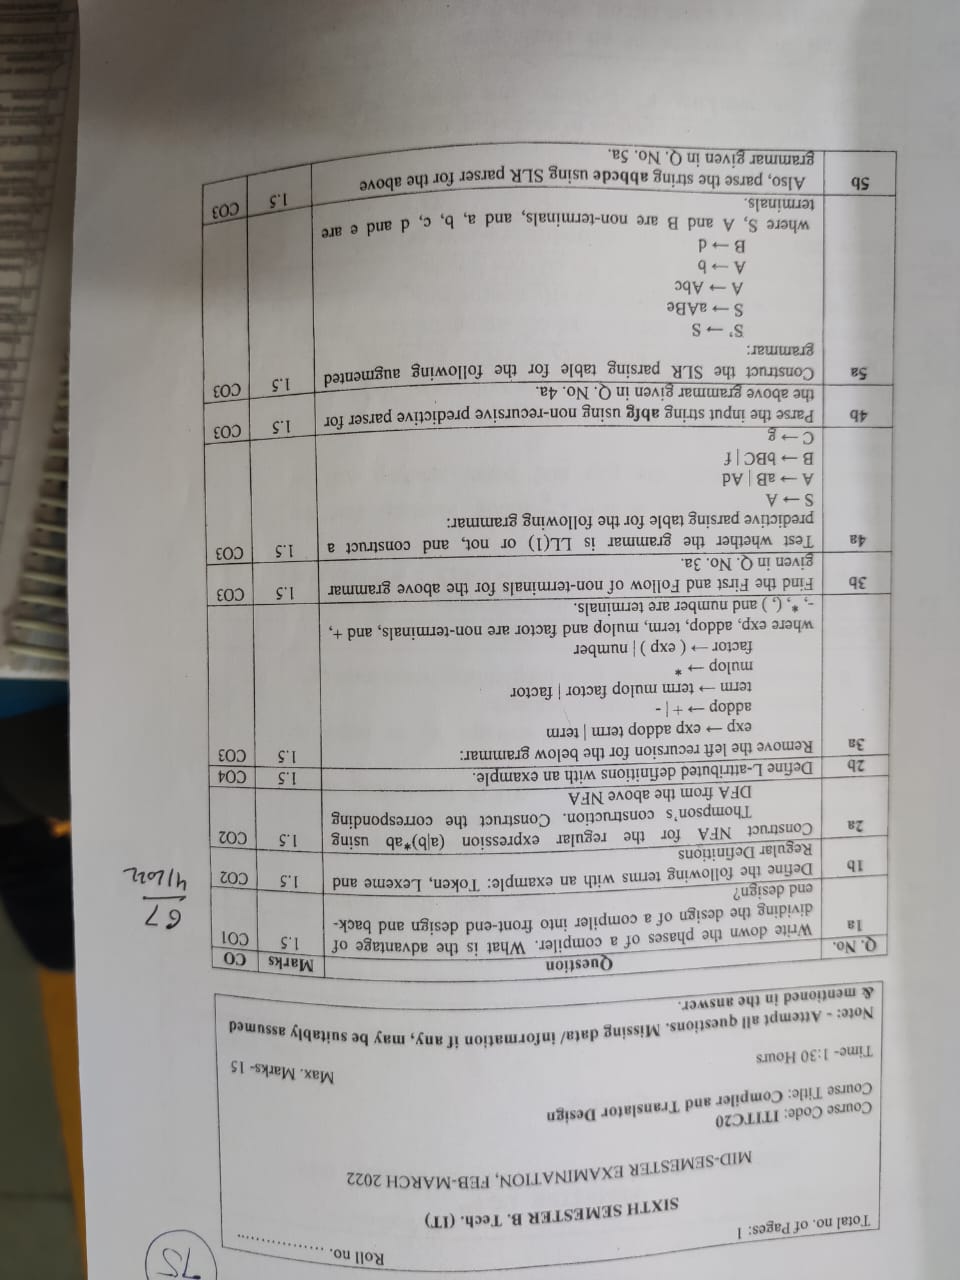 75
Total no. of Pages: 1
Roll no. ..................
SIXTH SEMESTER B. Tech. (IT)
MID-SEMESTER EXAMINATION, FEB-MARCH 2022
Course Code: ITITC20
Course Title: Compiler and Translator Design
Time- 1:30 Hours
Max. Marks- 15
Note: - Attempt all questions. Missing data/ information if any, may be suitably assumed
& mentioned in the answer.
Q. No. Question Marks CO
1a Write down the phases of a compiler. What is the advantage of 1.5 CO1
dividing the design of a compiler into front-end design and back-
end design?
1b Define the following terms with an example: Token, Lexeme and 1.5 CO2
Regular Definitions
2a Construct NFA for the regular expression (a|b)*ab using 1.5 CO2
Thompson's construction. Construct the corresponding
DFA from the above NFA
2b Define L-attributed definitions with an example. 1.5 CO4
3a Remove the left recursion for the below grammar: 1.5 CO3
exp → exp addop term | term
addop → + | -
term → term mulop factor | factor
mulop → *
factor → ( exp ) | number
where exp, addop, term, mulop and factor are non-terminals, and +,
-, *, (, ) and number are terminals.
3b Find the First and Follow of non-terminals for the above grammar 1.5 CO3
given in Q. No. 3a.
4a Test whether the grammar is LL(1) or not, and construct a 1.5 CO3
predictive parsing table for the following grammar:
S → A
A → aB | Ad
B → bBC | f
C → g
4b Parse the input string abfg using non-recursive predictive parser for 1.5 CO3
the above grammar given in Q. No. 4a.
5a Construct the SLR parsing table for the following augmented 1.5 CO3
grammar:
S' → S
S → aABe
A → Abc
A → b
B → d
where S, A and B are non-terminals, and a, b, c, d and e are
terminals.
5b Also, parse the string abbcde using SLR parser for the above 1.5 CO3
grammar given in Q. No. 5a.
67
4/2022